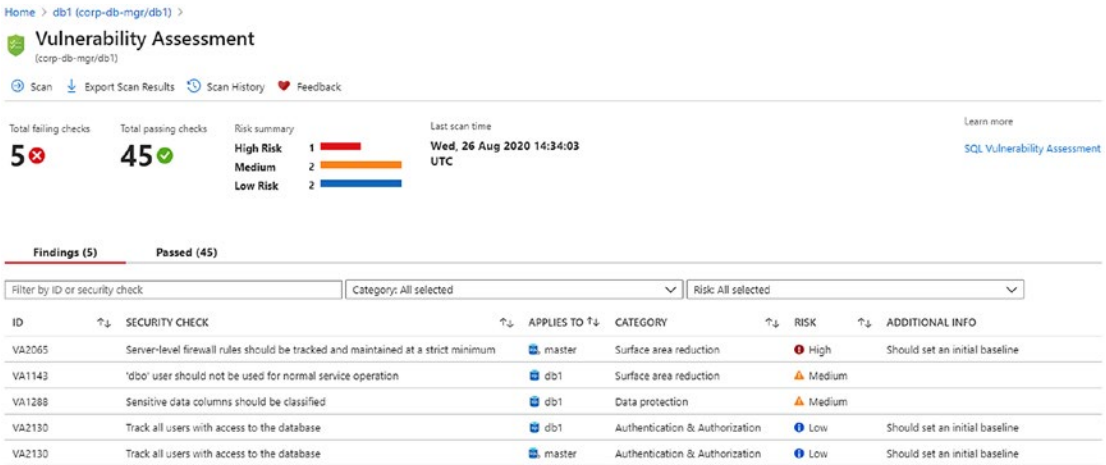 Home > db1 (corp-db-mgr/db1) >
Vulnerability Assessment
(corp-db-mgr/db1)
Scan Export Scan Results Scan History Feedback
Total failing checks Total passing checks Risk summary Last scan time Learn more
5 45 High Risk 1 Wed, 26 Aug 2020 14:34:03 SQL Vulnerability Assessment
Medium 2 UTC
Low Risk 2
Findings (5) Passed (45)
Filter by ID or security check Category: All selected Risk: All selected
ID SECURITY CHECK APPLIES TO CATEGORY RISK ADDITIONAL INFO
VA2065 Server-level firewall rules should be tracked and maintained at a strict minimum master Surface area reduction High Should set an initial baseline
VA1143 'dbo' user should not be used for normal service operation db1 Surface area reduction Medium
VA1288 Sensitive data columns should be classified db1 Data protection Medium
VA2130 Track all users with access to the database db1 Authentication & Authorization Low Should set an initial baseline
VA2130 Track all users with access to the database master Authentication & Authorization Low Should set an initial baseline